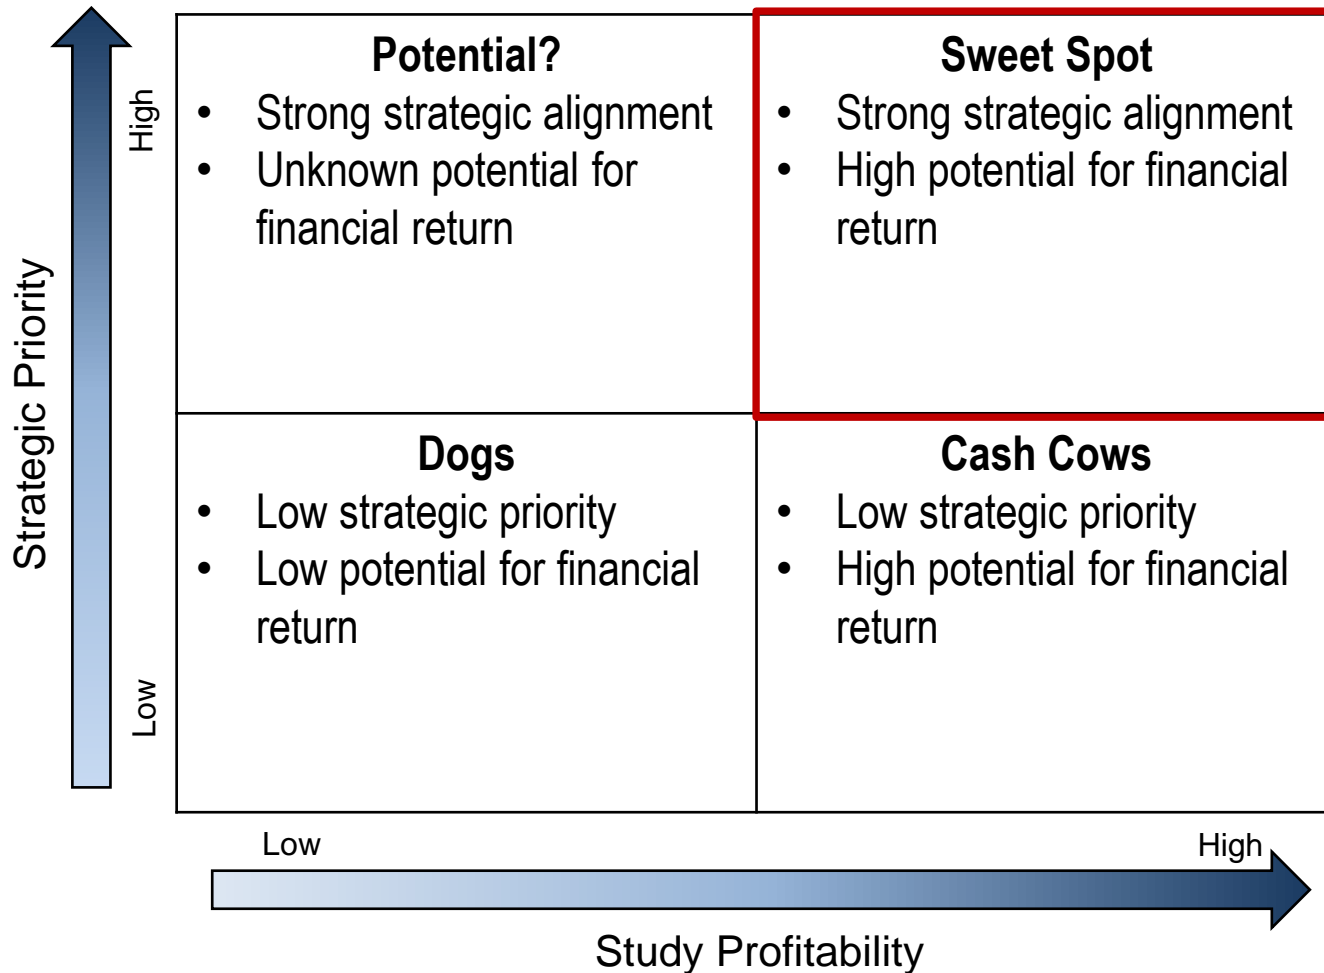 Strategic Priority
High
Low
Potential?
• Strong strategic alignment
• Unknown potential for
financial return
Sweet Spot
• Strong strategic alignment
• High potential for financial
return
Dogs
• Low strategic priority
• Low potential for financial
return
Cash Cows
• Low strategic priority
• High potential for financial
return
Low
High
Study Profitability